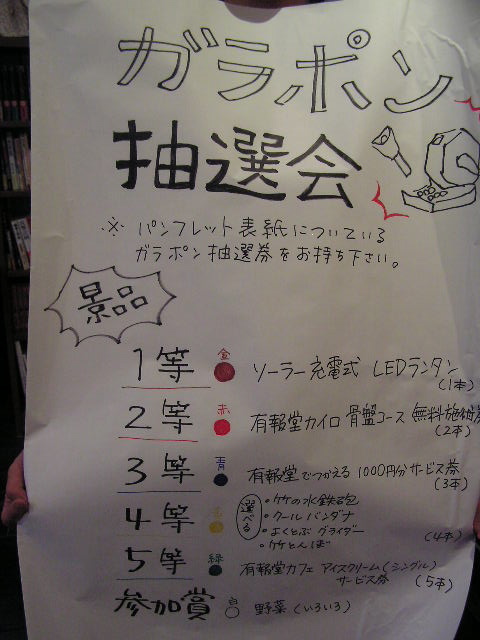 ガラポン
抽選会
※ パンフレット表紙についている
ガラポン抽選券をお持ち下さい。
景品
1等 金 ソーラー充電式 LEDランタン
(1本)
2等 赤 有報堂カイロ 骨盤コース 無料施術券
(2本)
3等 青 有報堂でつかえる 1000円分サービス券
(3本)
4等 黄 選べる ・竹の水鉄砲
・クールバンダナ
・よくとぶグライダー
・竹とんぼ
(4本)
5等 緑 有報堂カフェ アイスクリーム(シングル)
サービス券
(5本)
参加賞 白 野菜(いろいろ)